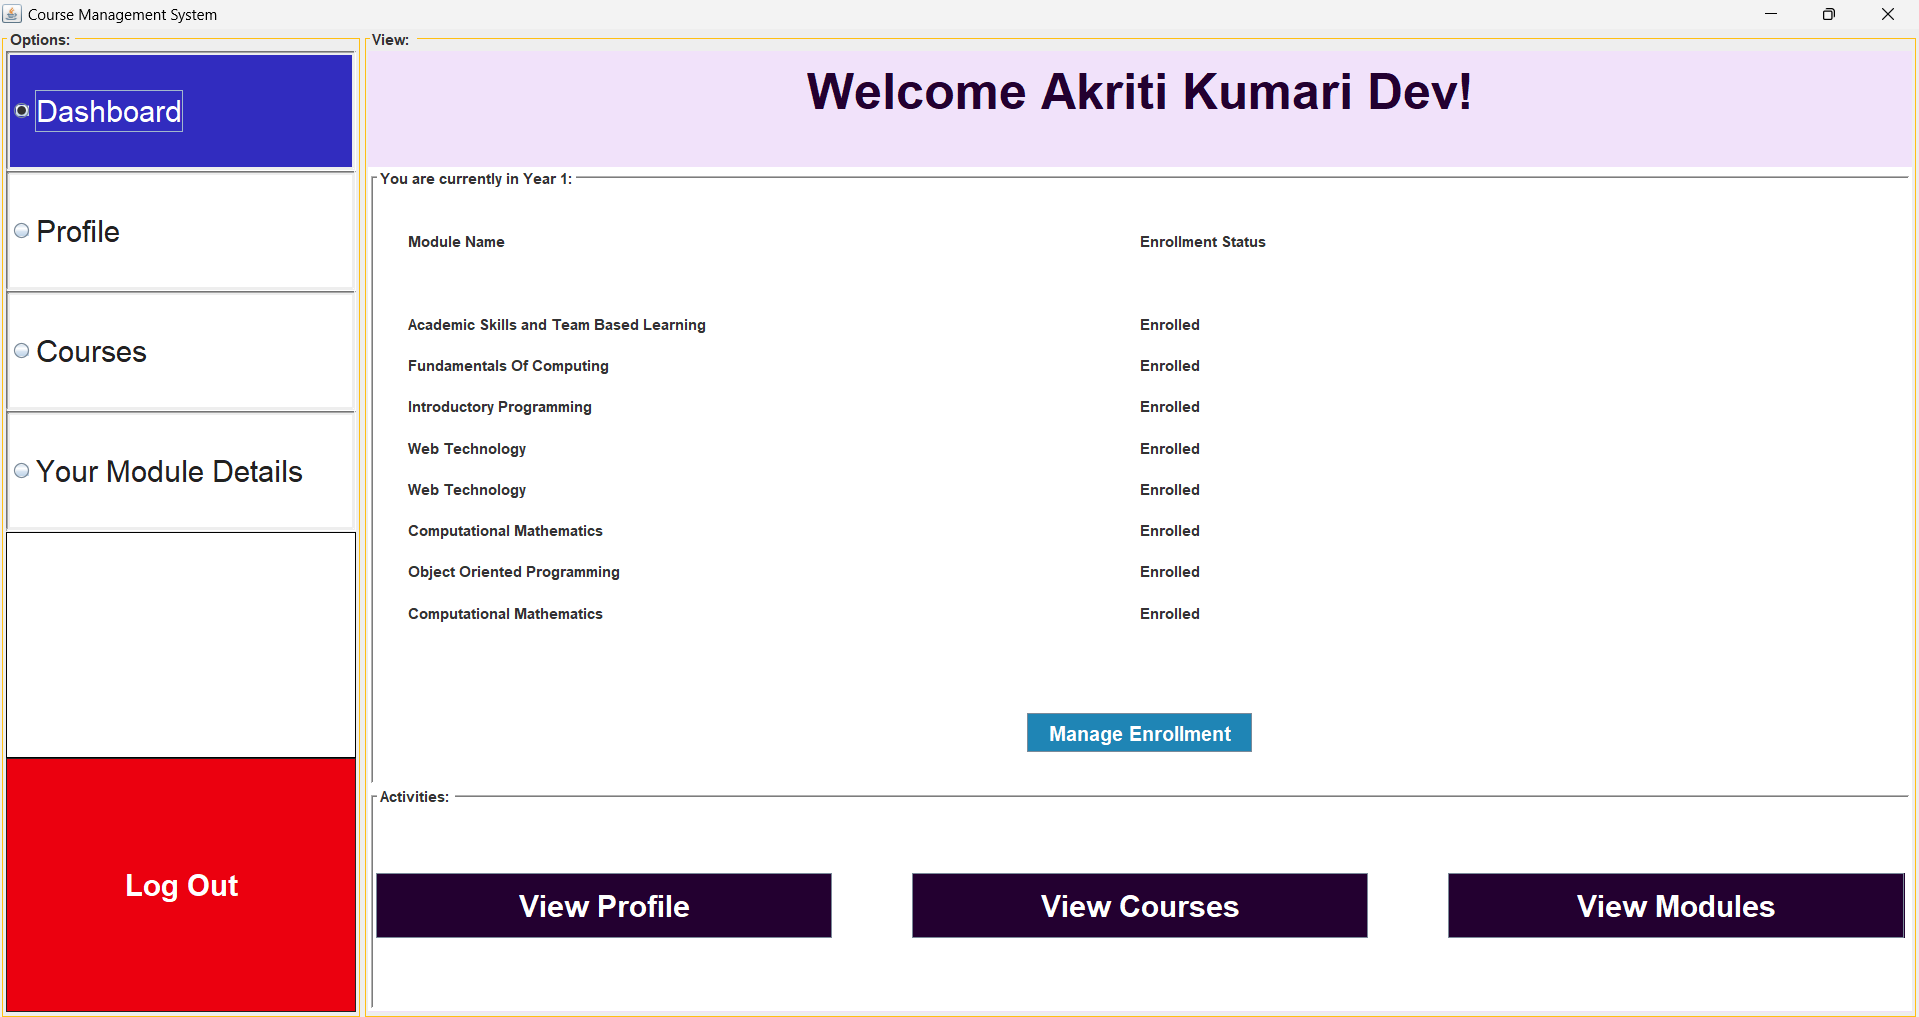 Course Management System
Options:
Dashboard
Profile
Courses
Your Module Details
Log Out
View:
Welcome Akriti Kumari Dev!
You are currently in Year 1:
Module Name Enrollment Status
Academic Skills and Team Based Learning Enrolled
Fundamentals Of Computing Enrolled
Introductory Programming Enrolled
Web Technology Enrolled
Web Technology Enrolled
Computational Mathematics Enrolled
Object Oriented Programming Enrolled
Computational Mathematics Enrolled
Manage Enrollment
Activities:
View Profile View Courses View Modules